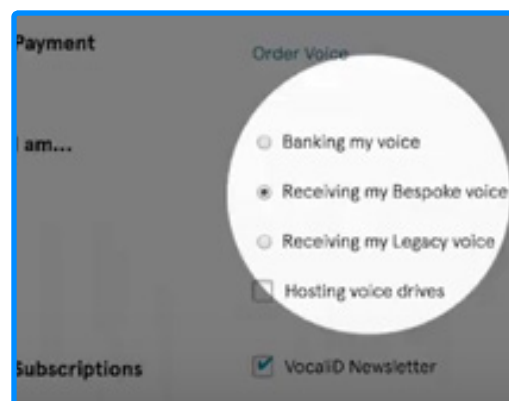 Payment
Order Voice
I am...
Banking my voice
Receiving my Bespoke voice
Receiving my Legacy voice
Hosting voice drives
Subscriptions
VocaliD Newsletter